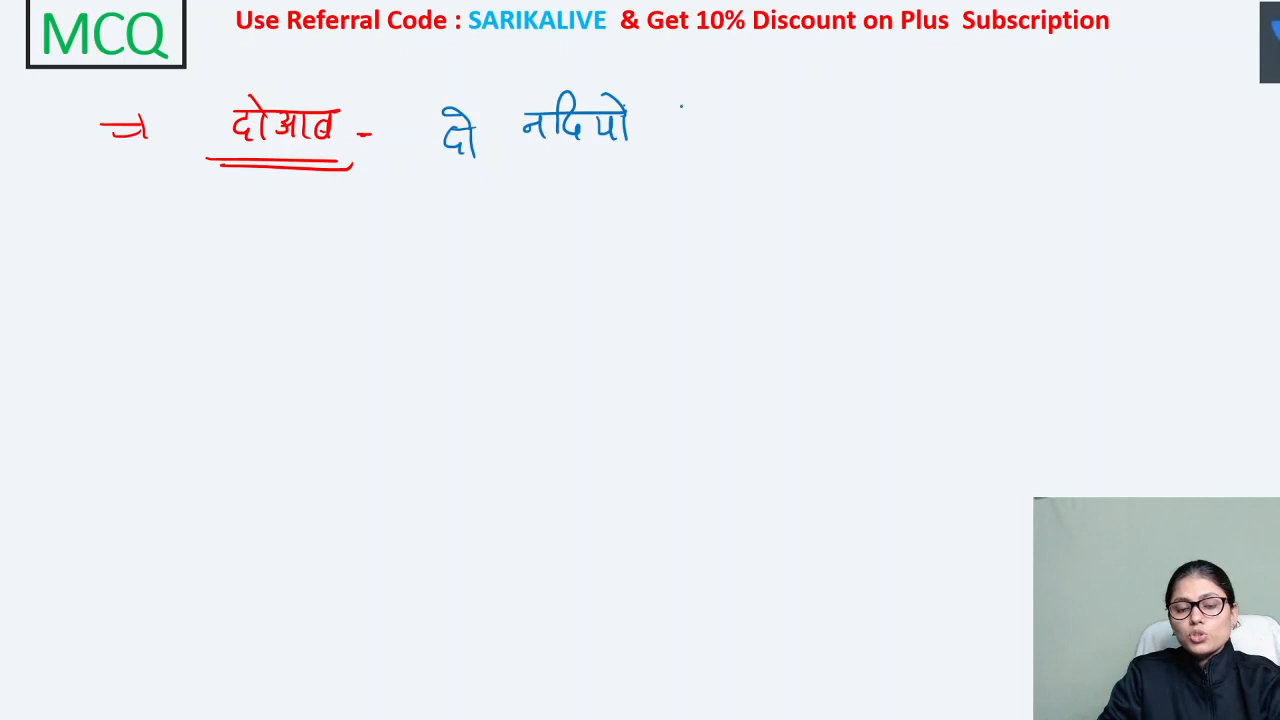 MCQ
Use Referral Code : SARIKALIVE & Get 10% Discount on Plus Subscription
दोआब - दो नदियो